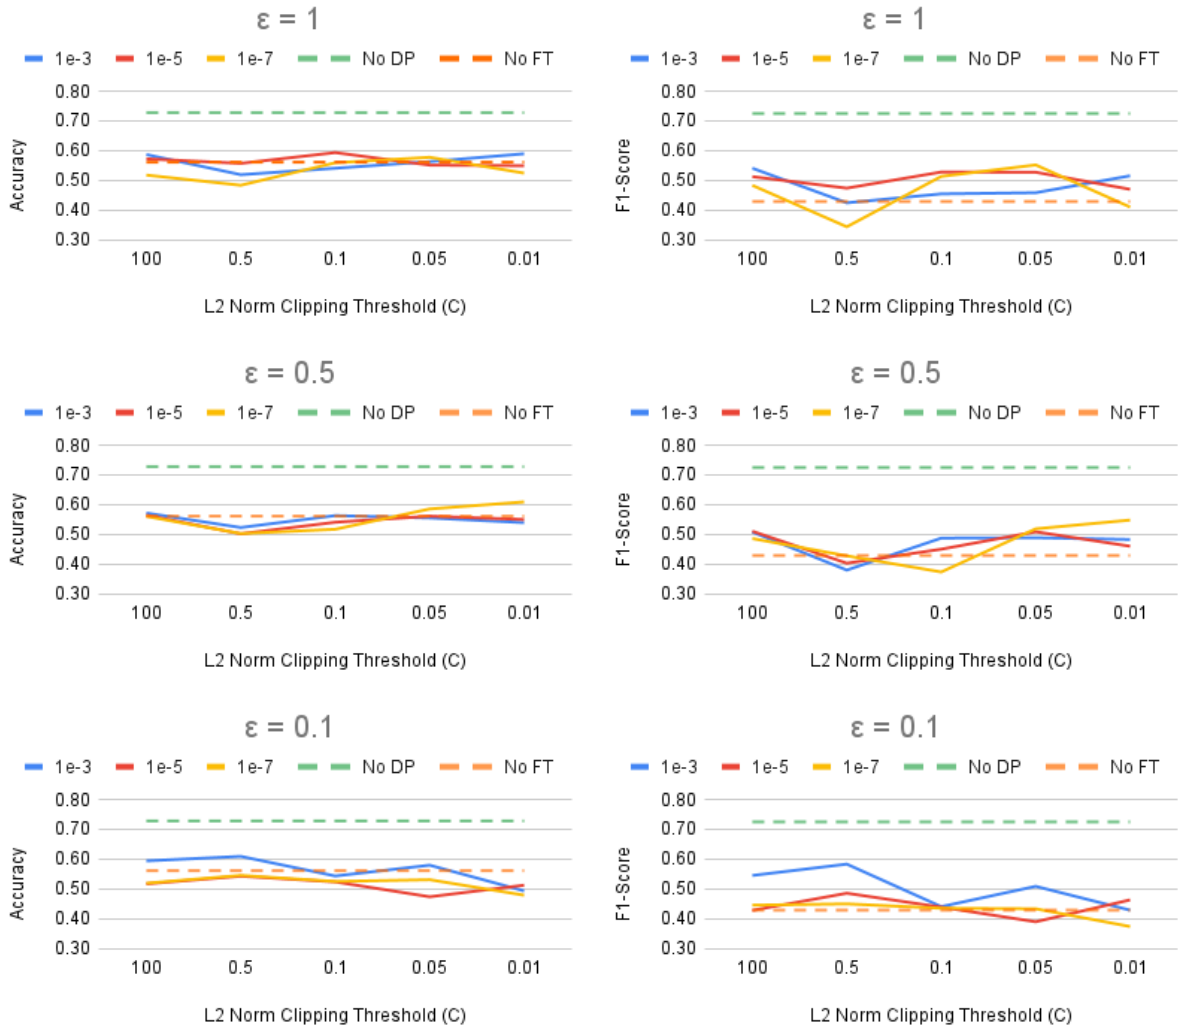 ε = 1
1e-3 1e-5 1e-7 No DP No FT
0.80
0.70
0.60
0.50
0.40
0.30
Accuracy
100 0.5 0.1 0.05 0.01
L2 Norm Clipping Threshold (C)
ε = 1
1e-3 1e-5 1e-7 No DP No FT
0.80
0.70
0.60
0.50
0.40
0.30
F1-Score
100 0.5 0.1 0.05 0.01
L2 Norm Clipping Threshold (C)
ε = 0.5
1e-3 1e-5 1e-7 No DP No FT
0.80
0.70
0.60
0.50
0.40
0.30
Accuracy
100 0.5 0.1 0.05 0.01
L2 Norm Clipping Threshold (C)
ε = 0.5
1e-3 1e-5 1e-7 No DP No FT
0.80
0.70
0.60
0.50
0.40
0.30
F1-Score
100 0.5 0.1 0.05 0.01
L2 Norm Clipping Threshold (C)
ε = 0.1
1e-3 1e-5 1e-7 No DP No FT
0.80
0.70
0.60
0.50
0.40
0.30
Accuracy
100 0.5 0.1 0.05 0.01
L2 Norm Clipping Threshold (C)
ε = 0.1
1e-3 1e-5 1e-7 No DP No FT
0.80
0.70
0.60
0.50
0.40
0.30
F1-Score
100 0.5 0.1 0.05 0.01
L2 Norm Clipping Threshold (C)